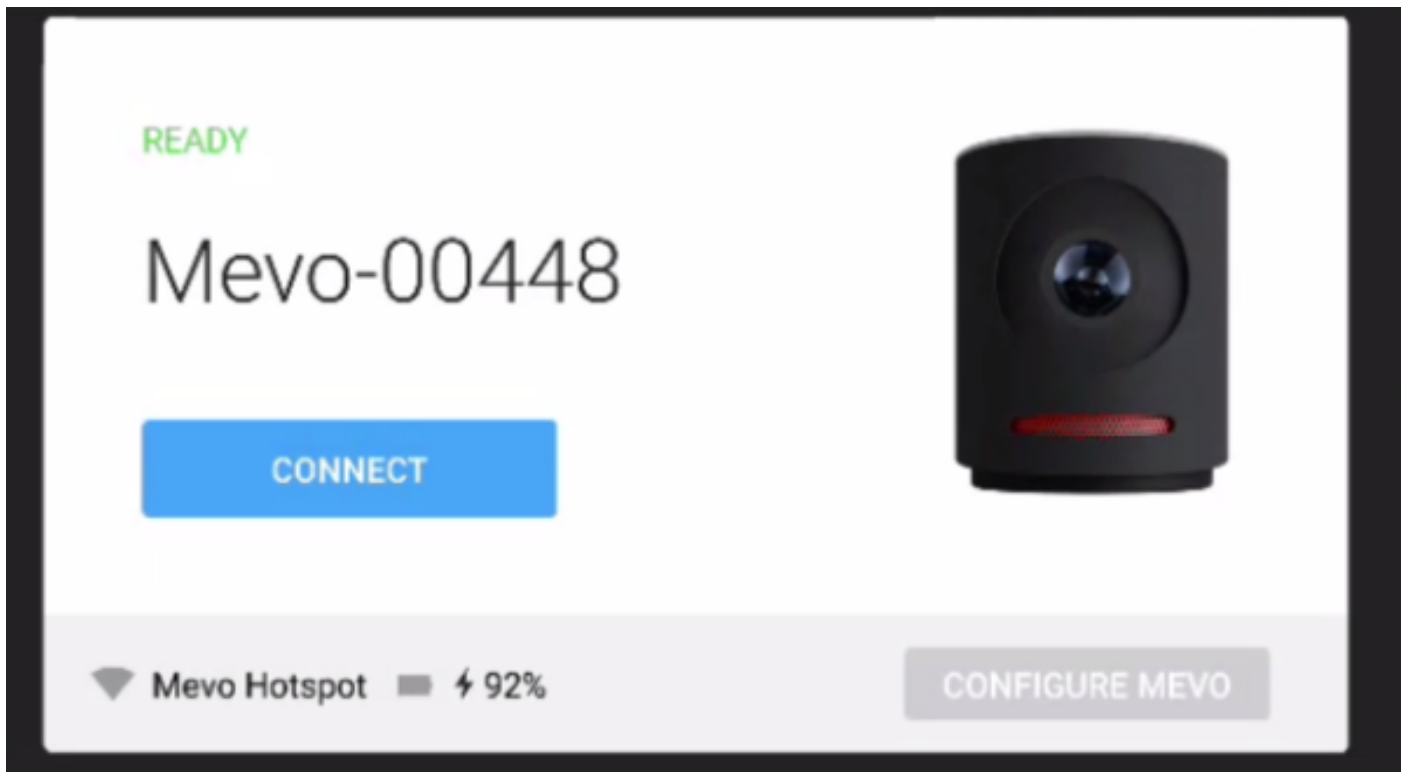 READY
Mevo-00448
CONNECT
Mevo Hotspot 92%
CONFIGURE MEVO